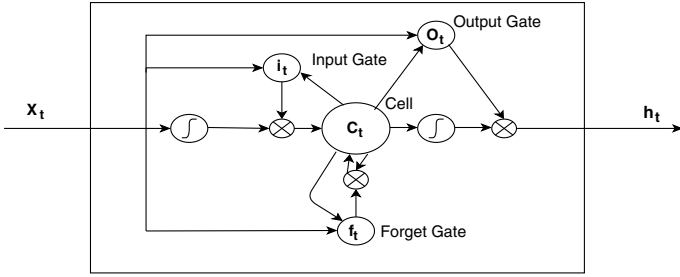 Output Gate
O_t
i_t
Input Gate
X_t
Cell
h_t
C_t
f_t
Forget Gate